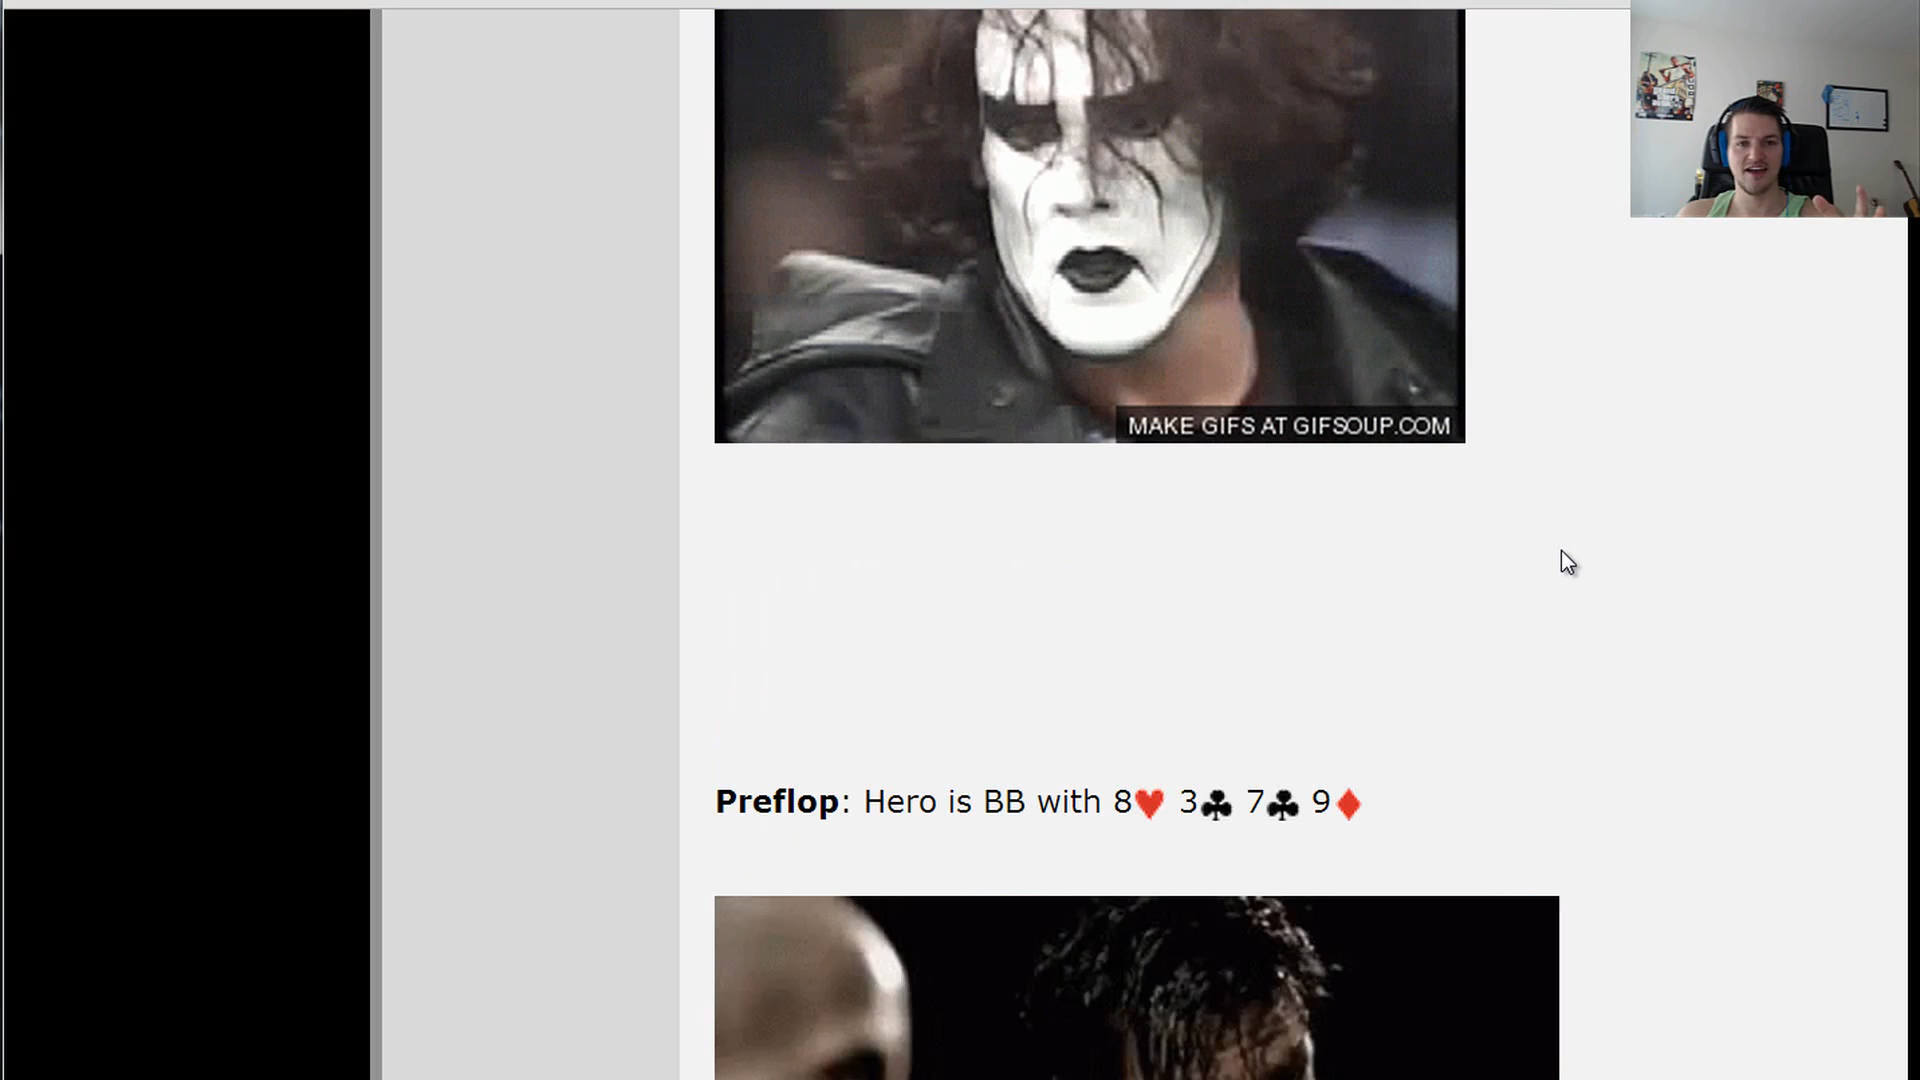 MAKE GIFS AT GIFSOUP.COM
Preflop: Hero is BB with 8♥ 3♣ 7♣ 9♦